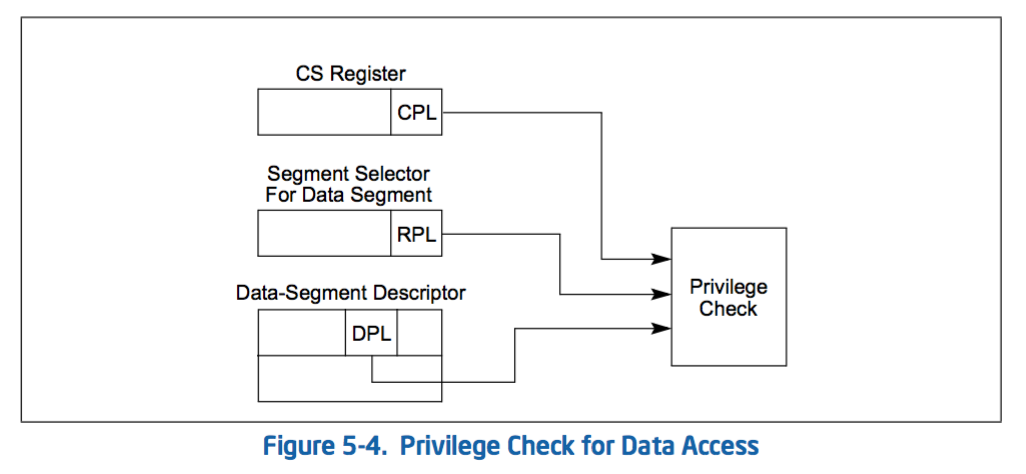 CS Register
CPL
Segment Selector
For Data Segment
RPL
Data-Segment Descriptor
DPL
Privilege
Check
Figure 5-4. Privilege Check for Data Access